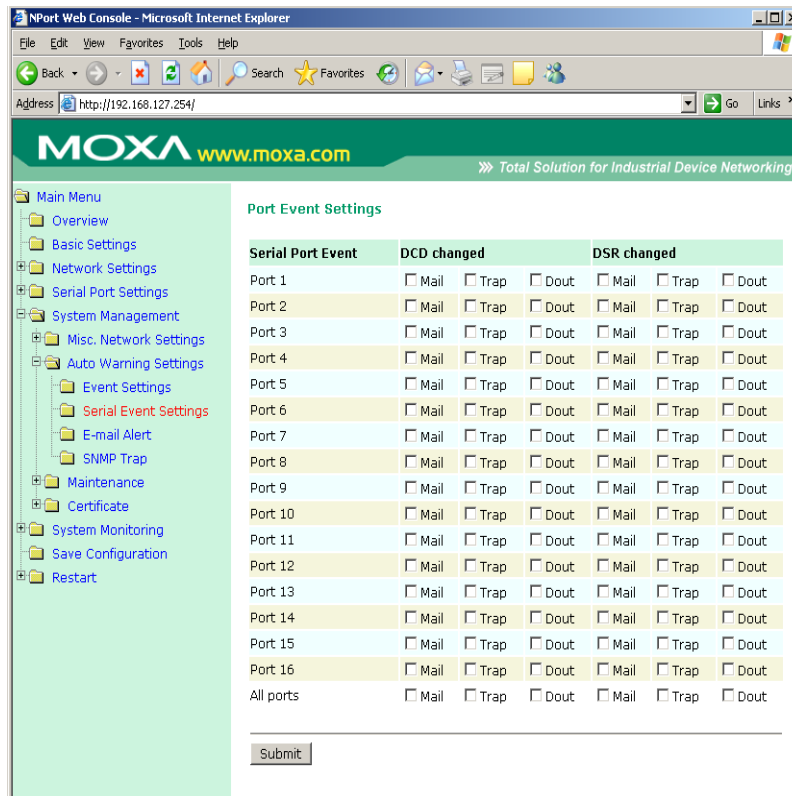 NPort Web Console - Microsoft Internet Explorer
File Edit View Favorites Tools Help
Back Search Favorites
Address http://192.168.127.254/ Go Links
MOXA www.moxa.com
Total Solution for Industrial Device Networking
Main Menu
Overview
Basic Settings
Network Settings
Serial Port Settings
System Management
Misc. Network Settings
Auto Warning Settings
Event Settings
Serial Event Settings
E-mail Alert
SNMP Trap
Maintenance
Certificate
System Monitoring
Save Configuration
Restart
Port Event Settings
Serial Port Event DCD changed DSR changed
Port 1 Mail Trap Dout Mail Trap Dout
Port 2 Mail Trap Dout Mail Trap Dout
Port 3 Mail Trap Dout Mail Trap Dout
Port 4 Mail Trap Dout Mail Trap Dout
Port 5 Mail Trap Dout Mail Trap Dout
Port 6 Mail Trap Dout Mail Trap Dout
Port 7 Mail Trap Dout Mail Trap Dout
Port 8 Mail Trap Dout Mail Trap Dout
Port 9 Mail Trap Dout Mail Trap Dout
Port 10 Mail Trap Dout Mail Trap Dout
Port 11 Mail Trap Dout Mail Trap Dout
Port 12 Mail Trap Dout Mail Trap Dout
Port 13 Mail Trap Dout Mail Trap Dout
Port 14 Mail Trap Dout Mail Trap Dout
Port 15 Mail Trap Dout Mail Trap Dout
Port 16 Mail Trap Dout Mail Trap Dout
All ports Mail Trap Dout Mail Trap Dout
Submit